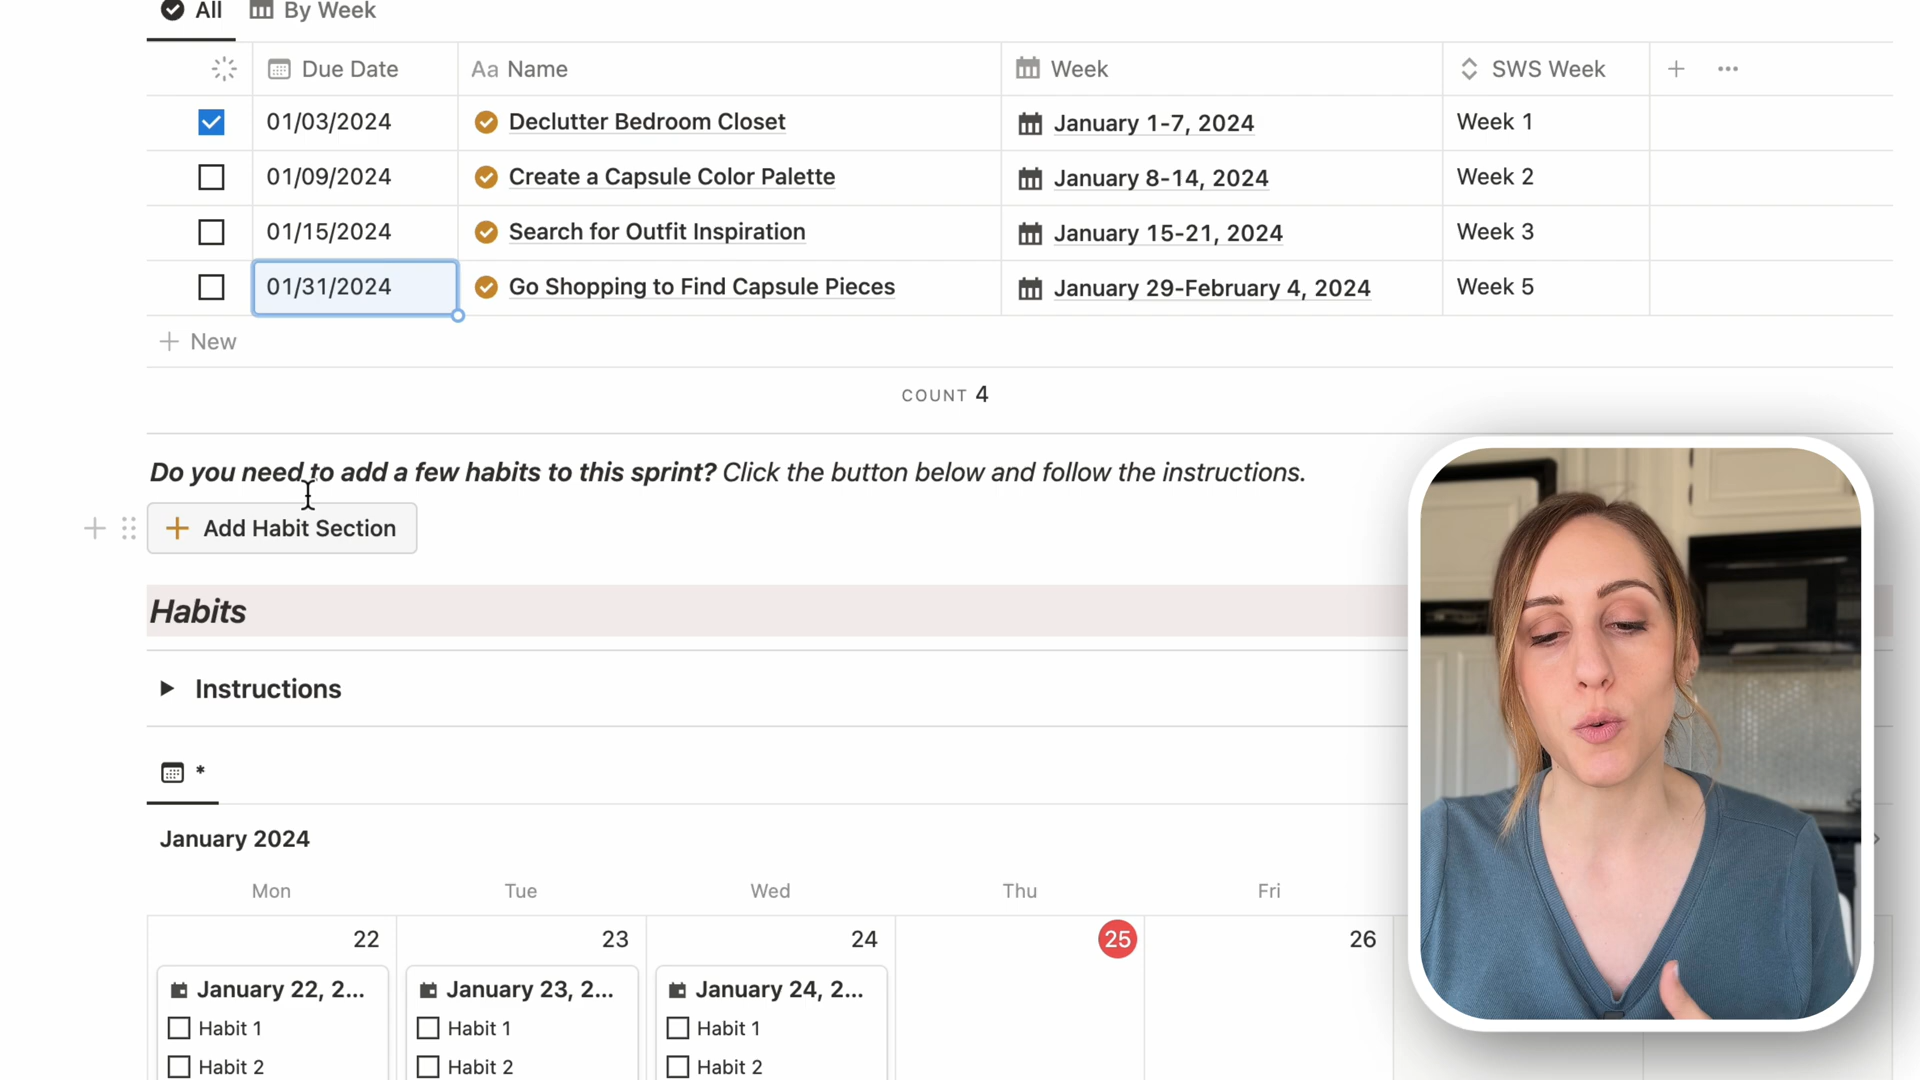 All By Week
Due Date Aa Name Week SWS Week
01/03/2024 Declutter Bedroom Closet January 1-7, 2024 Week 1
01/09/2024 Create a Capsule Color Palette January 8-14, 2024 Week 2
01/15/2024 Search for Outfit Inspiration January 15-21, 2024 Week 3
01/31/2024 Go Shopping to Find Capsule Pieces January 29-February 4, 2024 Week 5
+ New
COUNT 4
Do you need to add a few habits to this sprint? Click the button below and follow the instructions.
+ Add Habit Section
Habits
Instructions
*
January 2024
Mon Tue Wed Thu Fri
22 23 24 25 26
January 22, 2... January 23, 2... January 24, 2...
Habit 1 Habit 1 Habit 1
Habit 2 Habit 2 Habit 2